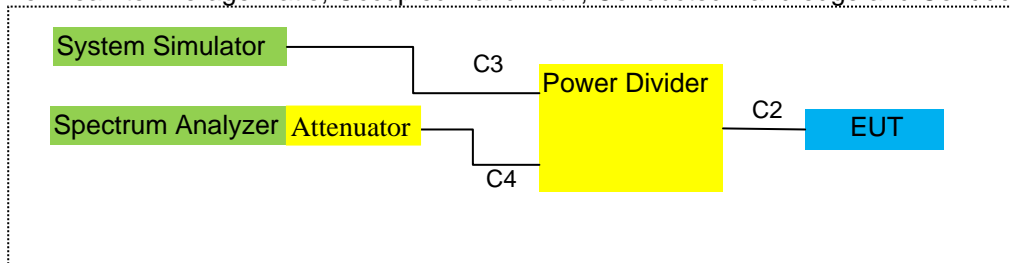 System Simulator
C3
Power Divider
C2
Spectrum Analyzer
Attenuator
EUT
C4